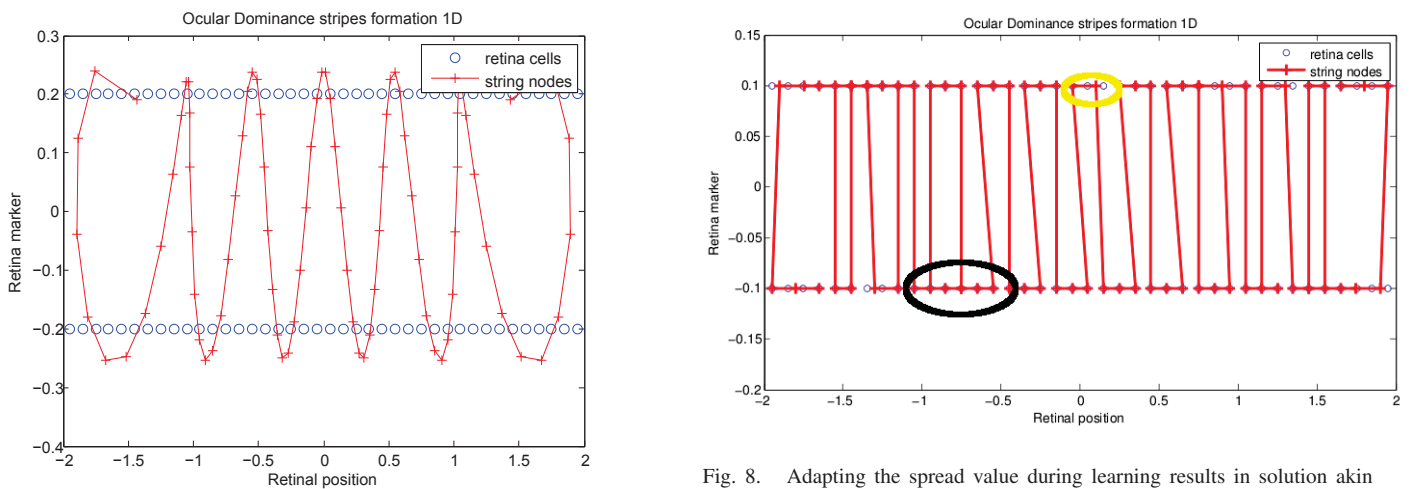 Ocular Dominance stripes formation 1D
0.3
0.2
0.1
0
−0.1
−0.2
−0.3
−0.4
−2 −1.5 −1 −0.5 0 0.5 1 1.5 2
Retina marker
Retinal position
retina cells
string nodes
Ocular Dominance stripes formation 1D
0.15
0.1
0.05
0
−0.05
−0.1
−0.15
−0.2
−2 −1.5 −1 −0.5 0 0.5 1 1.5 2
Retina marker
Retinal position
retina cells
string nodes
Fig. 8. Adapting the spread value during learning results in solution akin